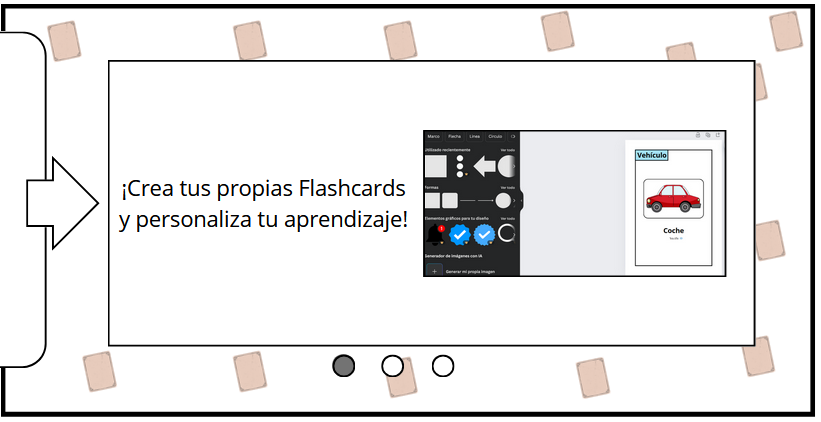 ¡Crea tus propias Flashcards
y personaliza tu aprendizaje!
Marco Flecha Línea Círculo
Utilizado recientemente Ver todo
Formas Ver todo
Elementos gráficos para tu diseño Ver todo
Generador de imágenes con IA
+ Generar mi propia imagen
Vehículo
Coche